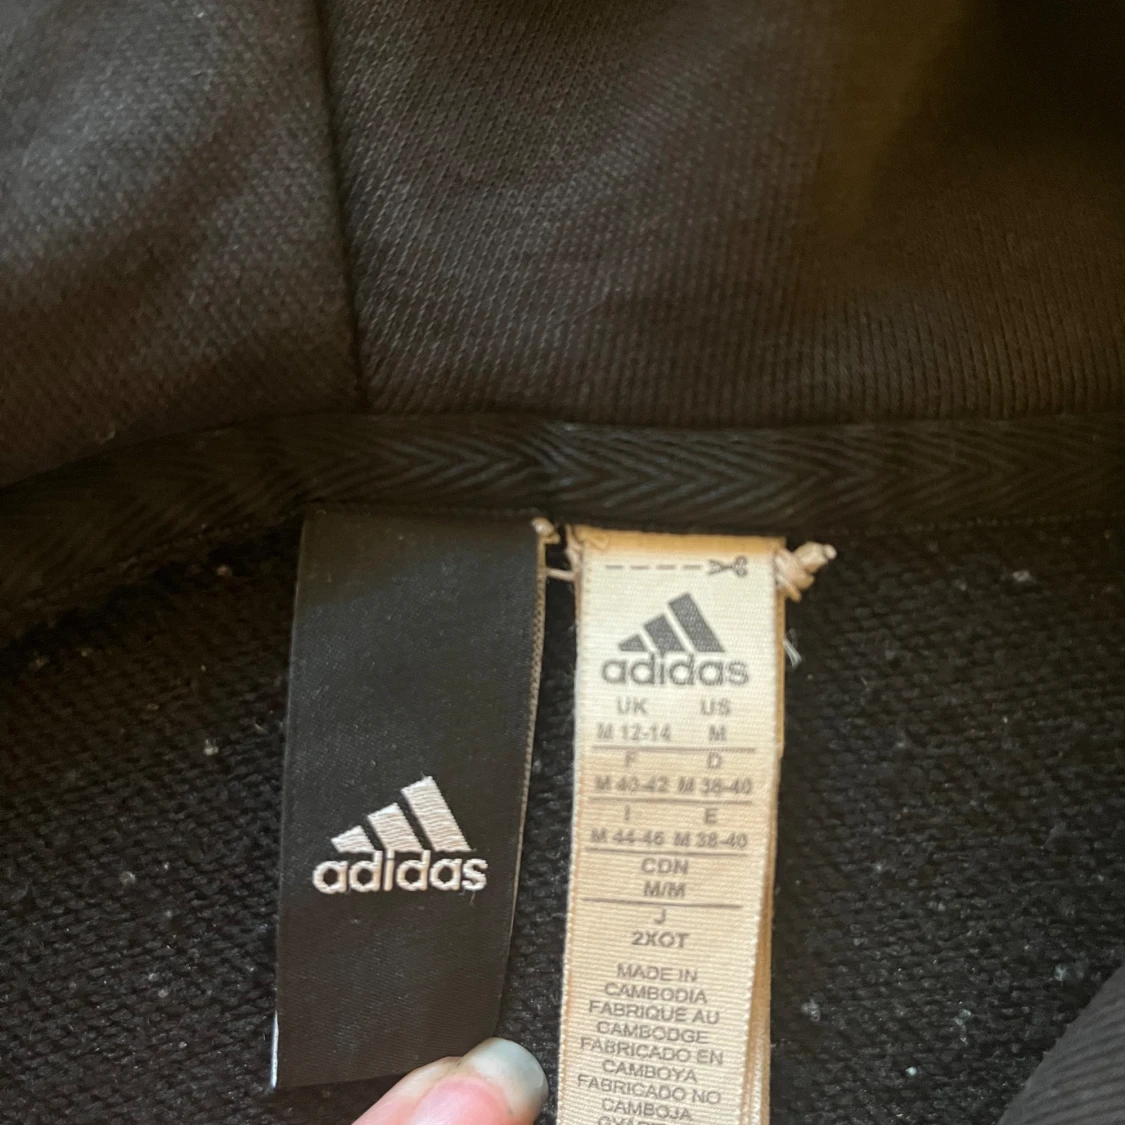 adidas
adidas
UK US
M 12-14 M
F D
M 40-42 M 38-40
I E
M 44-46 M 38-40
CDN
M/M
J
2XOT
MADE IN
CAMBODIA
FABRIQUE AU
CAMBODGE
FABRICADO EN
CAMBOYA
FABRICADO NO
CAMBOJA